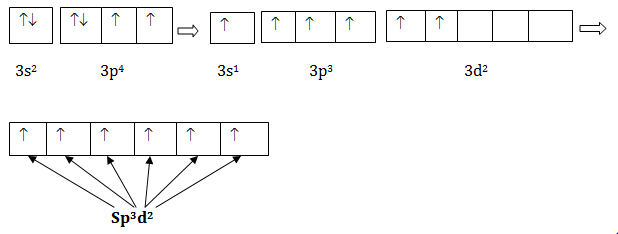 ↑↓ ↑↓ ↑ ↑ ↑ ↑ ↑ ↑ ↑ ↑
3s² 3p⁴ 3s¹ 3p³ 3d²
↑ ↑ ↑ ↑ ↑ ↑
Sp³d²